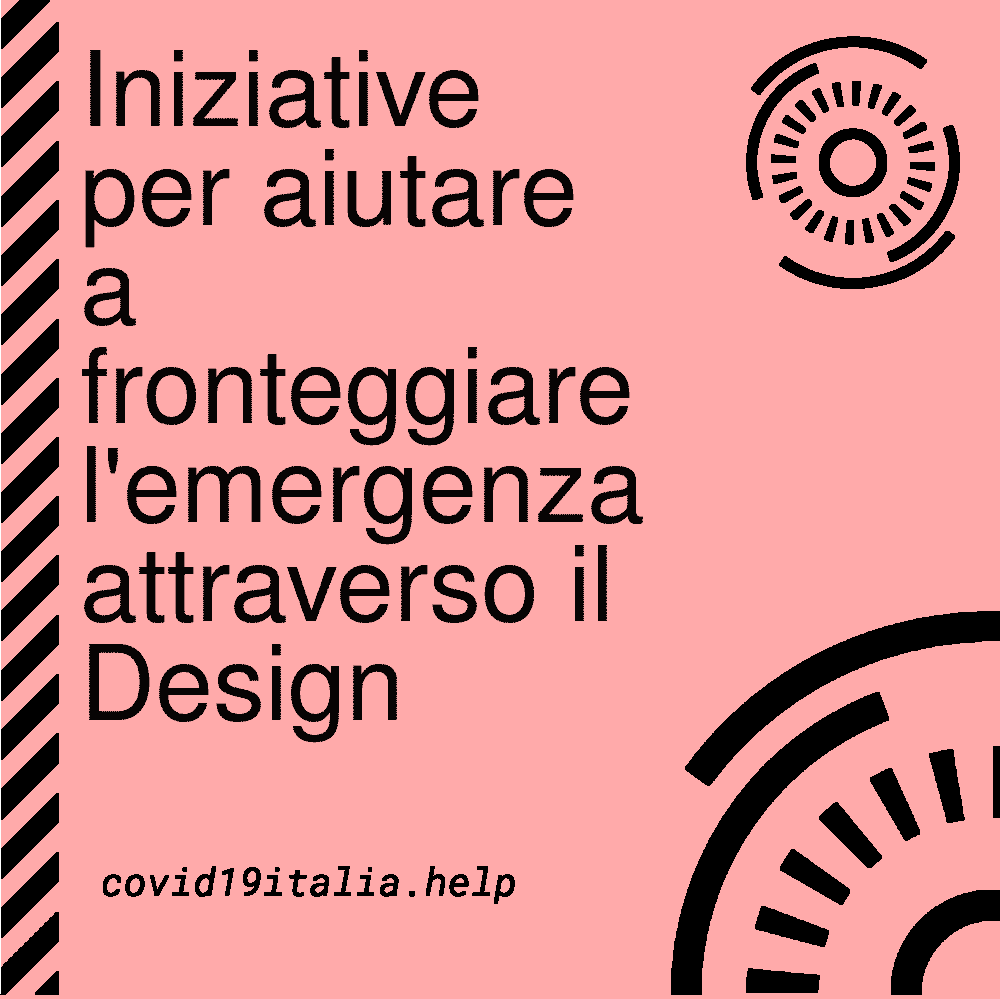 Iniziative
per aiutare
a
fronteggiare
l'emergenza
attraverso il
Design
covid19italia.help